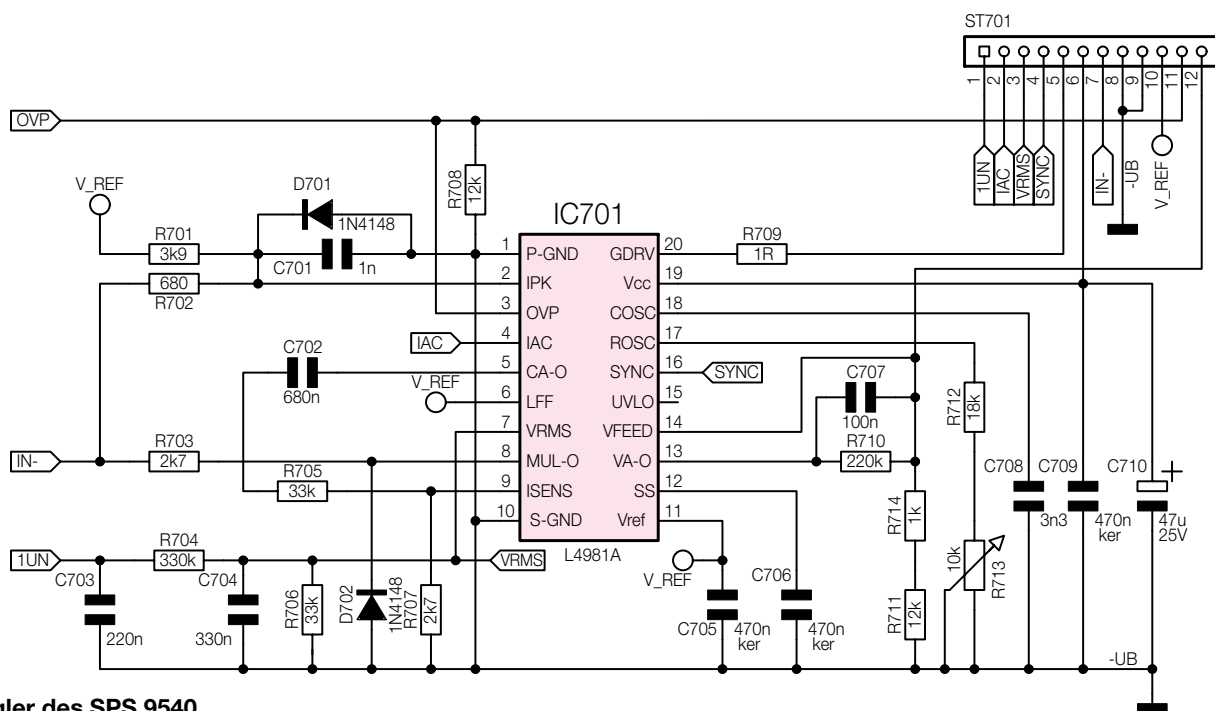 ST701
1
2
3
4
5
6
7
8
9
10
11
12
OVP
1UN
IAC
VRMS
SYNC
IN-
-UB
V_REF
V_REF
D701
1N4148
R708
12k
IC701
R701
3k9
C701
1n
680
R702
R709
1R
1 P-GND GDRV 20
2 IPK Vcc 19
3 OVP COSC 18
4 IAC ROSC 17
5 CA-O SYNC 16
6 LFF UVLO 15
7 VRMS VFEED 14
8 MUL-O VA-O 13
9 ISENS SS 12
10 S-GND Vref 11
L4981A
IAC
SYNC
C702
680n
V_REF
C707
100n
R710
220k
R712
18k
IN-
R703
2k7
R705
33k
C708
3n3
C709
470n
ker
C710
+
47u
25V
R714
1k
10k
R713
1UN
R704
330k
VRMS
V_REF
C703
220n
C704
330n
R706
33k
D702
1N4148
R707
2k7
C705
470n
ker
C706
470n
ker
R711
12k
-UB
gler des SPS 9540